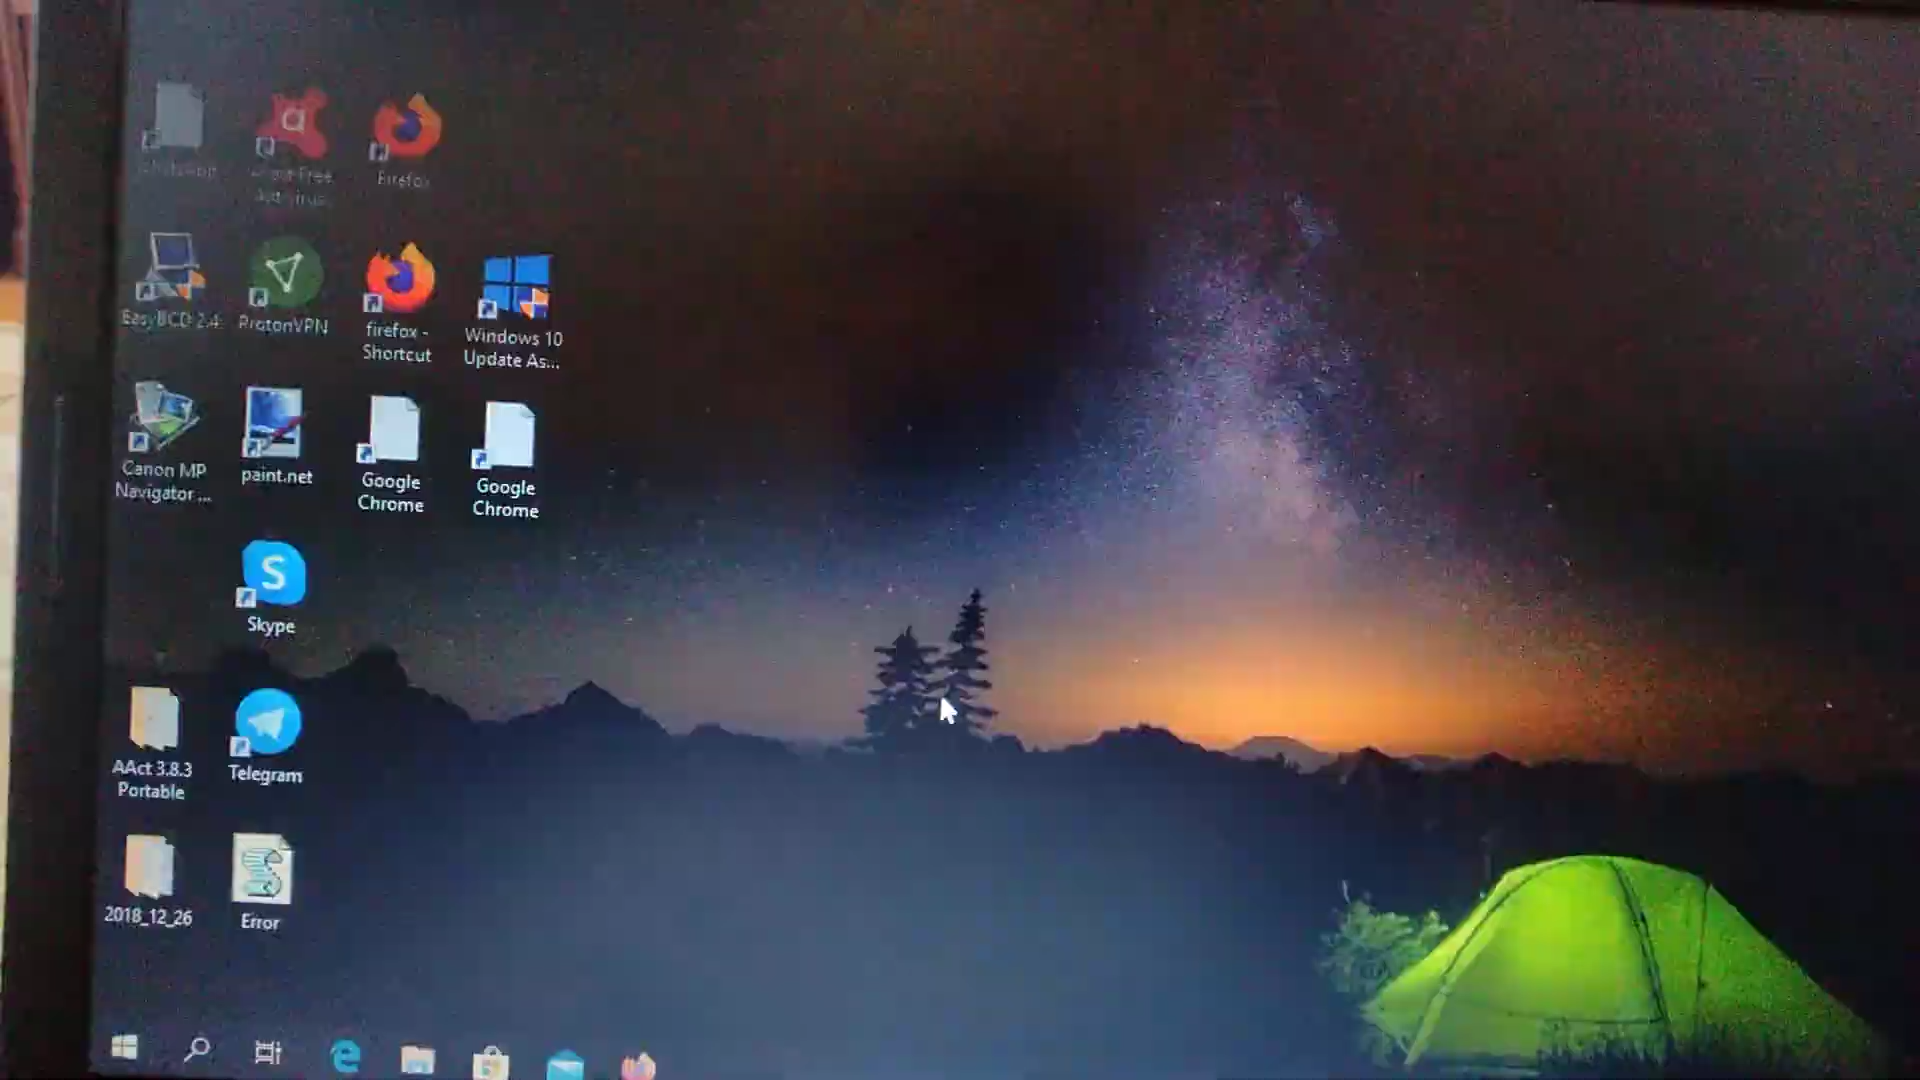 Firefox
EasyBCD 2.4
ProtonVPN
firefox -
Shortcut
Windows 10
Update As...
Canon MP
Navigator ...
paint.net
Google
Chrome
Google
Chrome
Skype
AAct 3.8.3
Portable
Telegram
2018_12_26
Error